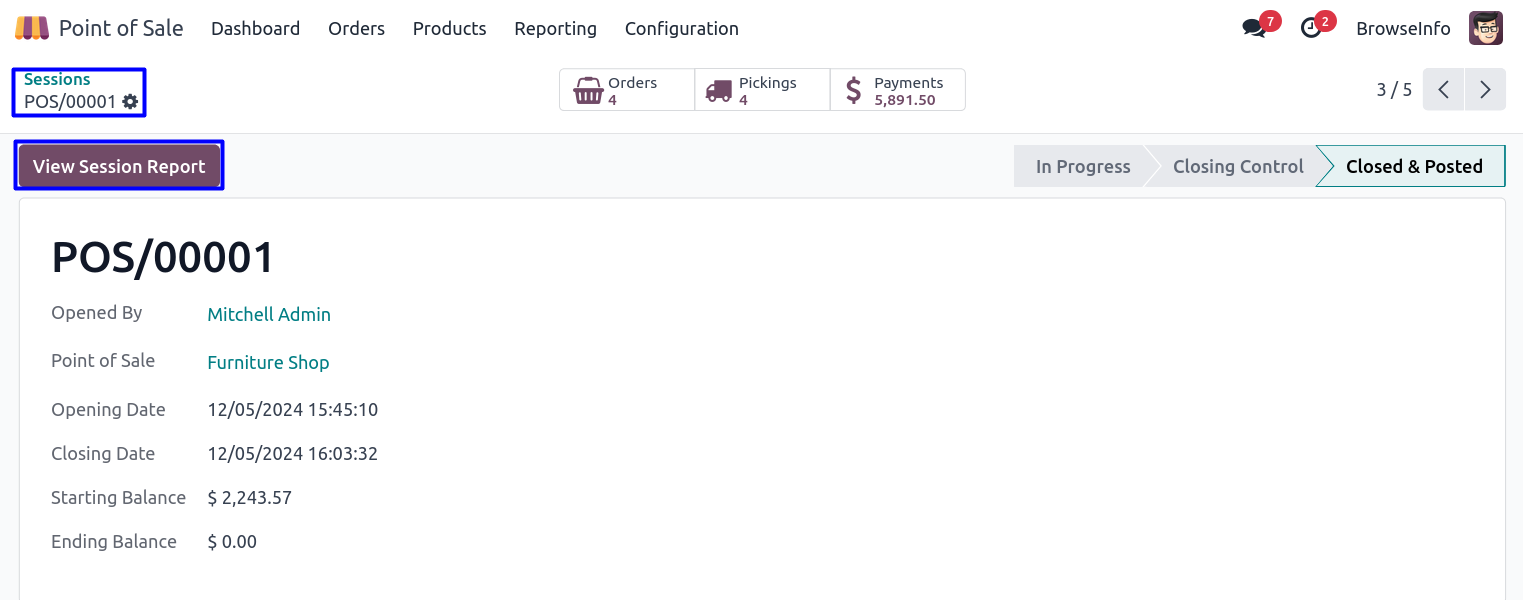 Point of Sale Dashboard Orders Products Reporting Configuration 7 2 BrowseInfo
Sessions
POS/00001
Orders
4
Pickings
4
Payments
5,891.50
3 / 5
View Session Report
In Progress Closing Control Closed & Posted
POS/00001
Opened By Mitchell Admin
Point of Sale Furniture Shop
Opening Date 12/05/2024 15:45:10
Closing Date 12/05/2024 16:03:32
Starting Balance $ 2,243.57
Ending Balance $ 0.00